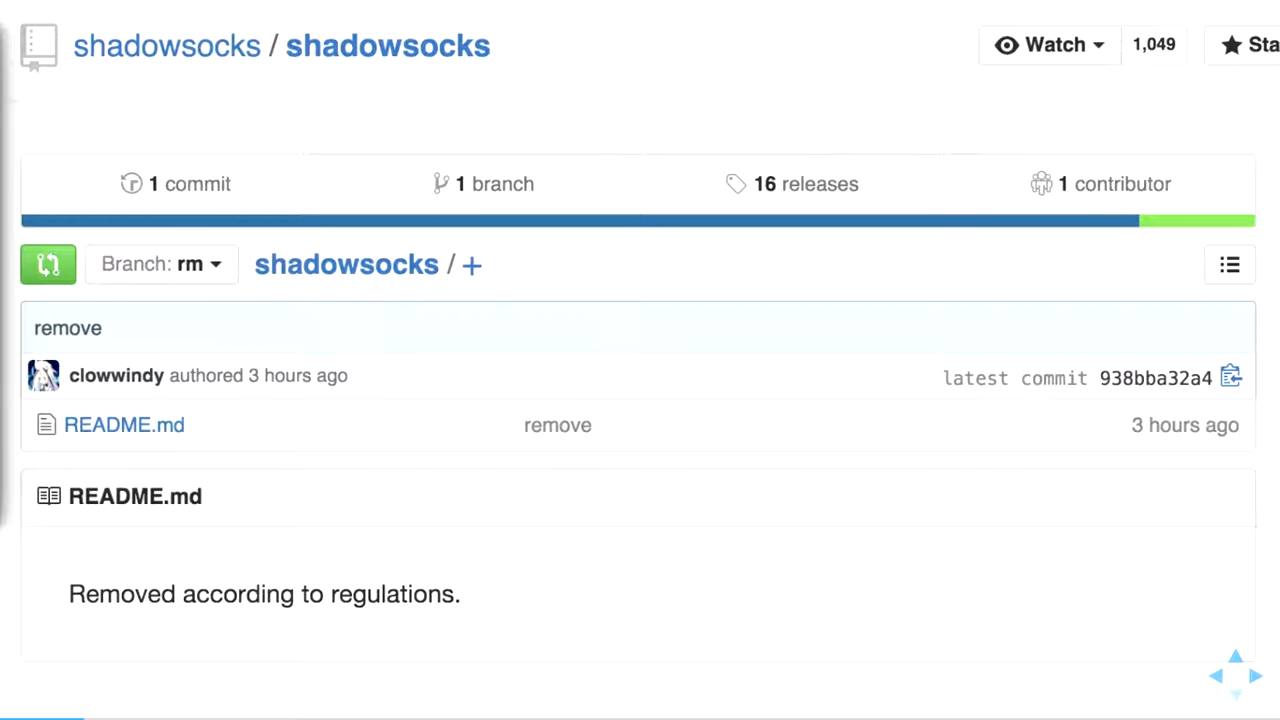 shadowsocks / shadowsocks
Watch 1,049 Sta
1 commit 1 branch 16 releases 1 contributor
Branch: rm shadowsocks / +
remove
clowwindy authored 3 hours ago latest commit 938bba32a4
README.md remove 3 hours ago
README.md
Removed according to regulations.